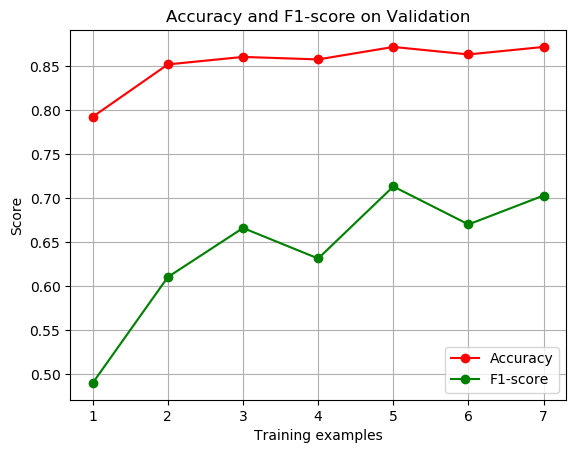 Accuracy and F1-score on Validation
0.85
0.80
0.75
0.70
0.65
0.60
0.55
0.50
Score
Accuracy
F1-score
1 2 3 4 5 6 7
Training examples